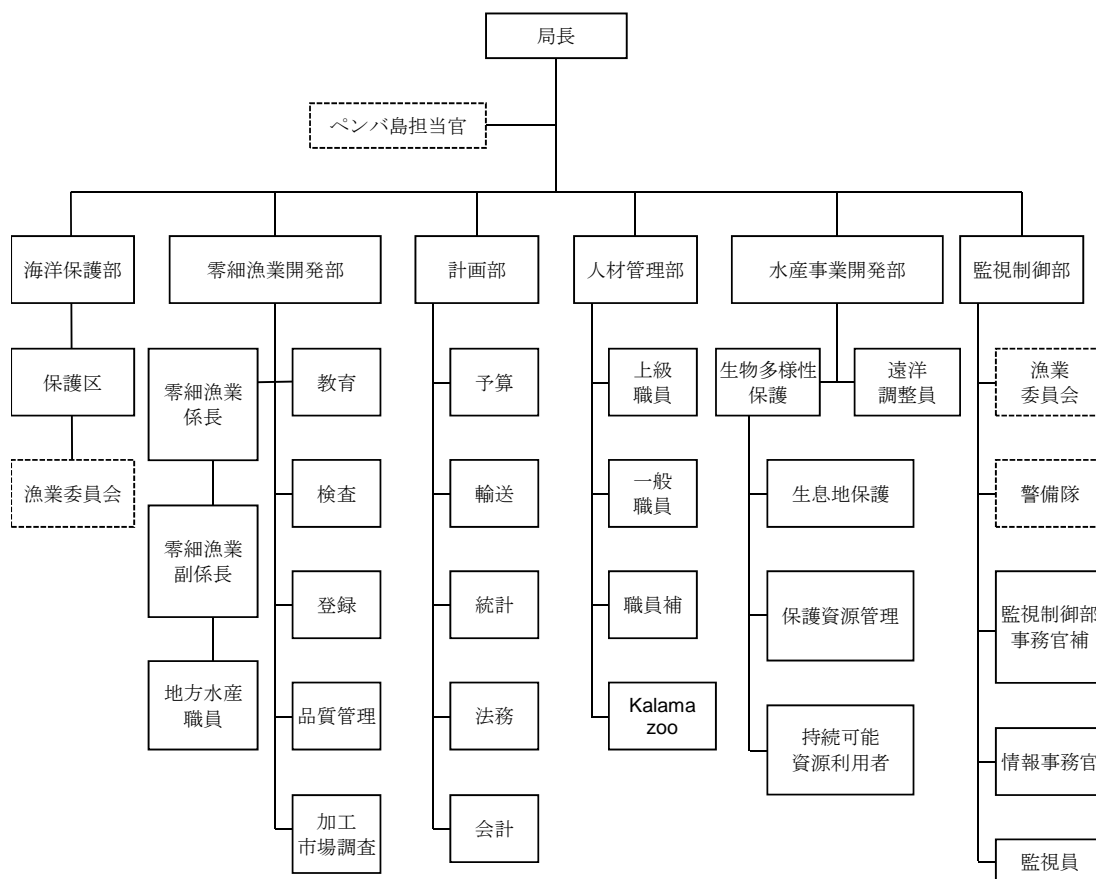 局長
ペンバ島担当官
海洋保護部
零細漁業開発部
計画部
人材管理部
水産事業開発部
監視制御部
保護区
漁業委員会
零細漁業
係長
零細漁業
副係長
地方水産
職員
教育
検査
登録
品質管理
加工
市場調査
予算
輸送
統計
法務
会計
上級
職員
一般
職員
職員補
Kalama
zoo
生物多様性
保護
遠洋
調整員
生息地保護
保護資源管理
持続可能
資源利用者
漁業
委員会
警備隊
監視制御部
事務官補
情報事務官
監視員